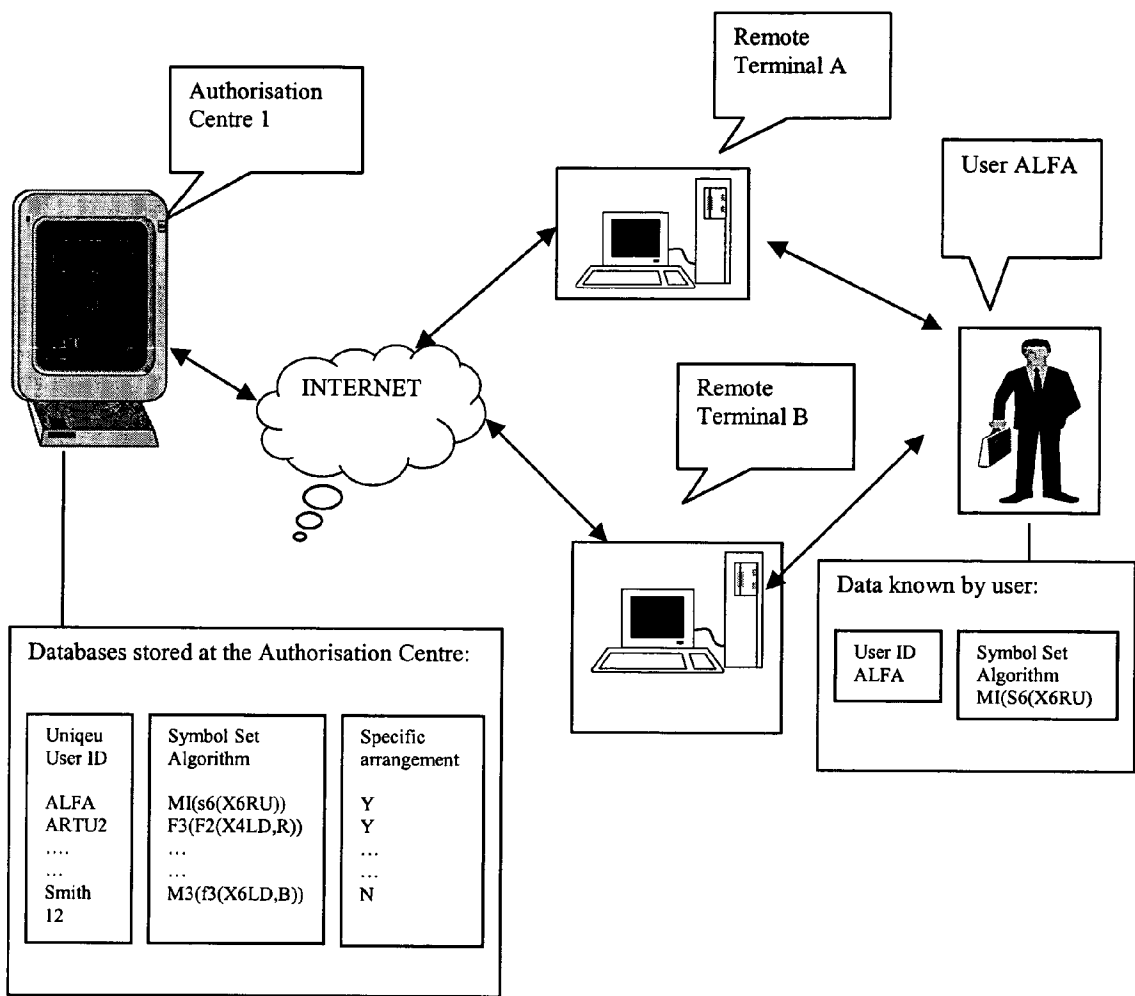 Remote
Terminal A
Authorisation
Centre 1
User ALFA
INTERNET
Remote
Terminal B
Data known by user:
User ID
ALFA
Symbol Set
Algorithm
MI(S6(X6RU)
Databases stored at the Authorisation Centre:
Uniqeu
User ID
ALFA
ARTU2
....
...
Smith
12
Symbol Set
Algorithm
MI(s6(X6RU))
F3(F2(X4LD,R))
...
...
M3(f3(X6LD,B))
Specific
arrangement
Y
Y
...
...
N